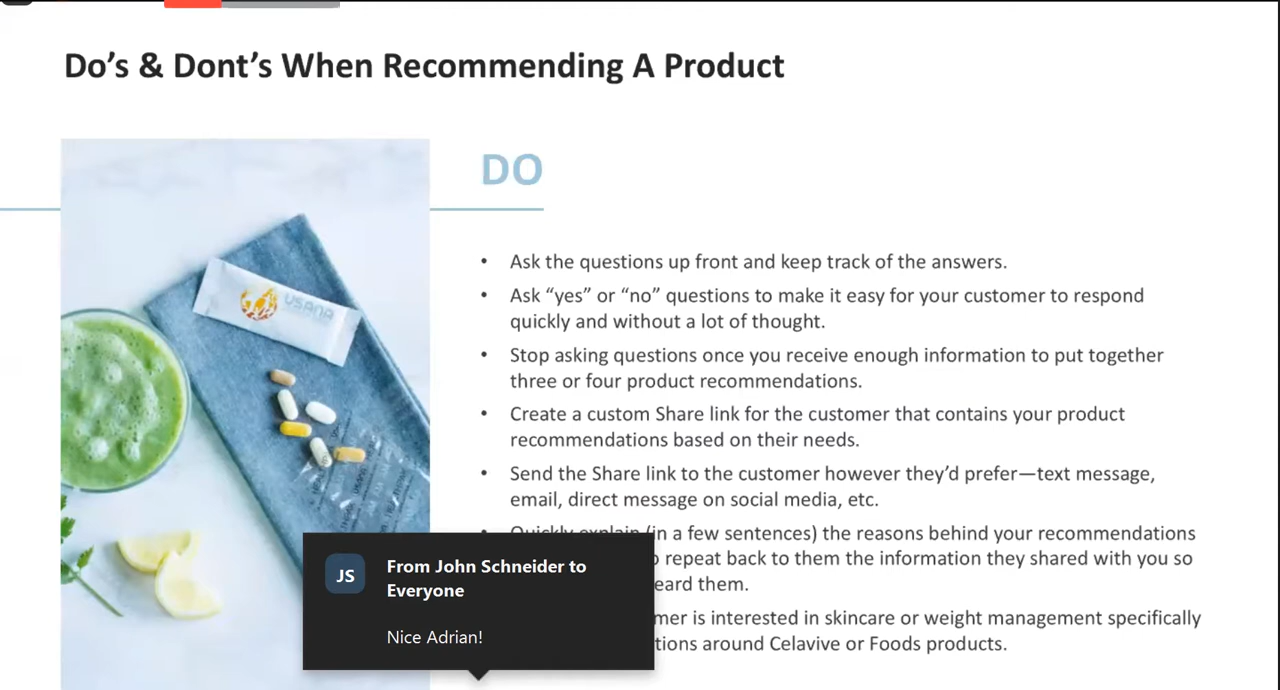 Do’s & Dont’s When Recommending A Product
DO
USANA
• Ask the questions up front and keep track of the answers.
• Ask “yes” or “no” questions to make it easy for your customer to respond
quickly and without a lot of thought.
• Stop asking questions once you receive enough information to put together
three or four product recommendations.
• Create a custom Share link for the customer that contains your product
recommendations based on their needs.
• Send the Share link to the customer however they’d prefer—text message,
email, direct message on social media, etc.
• Quickly explain (in a few sentences) the reasons behind your recommendations
repeat back to them the information they shared with you so
them.
is interested in skincare or weight management specifically
around Celavive or Foods products.
JS
From John Schneider to
Everyone
Nice Adrian!